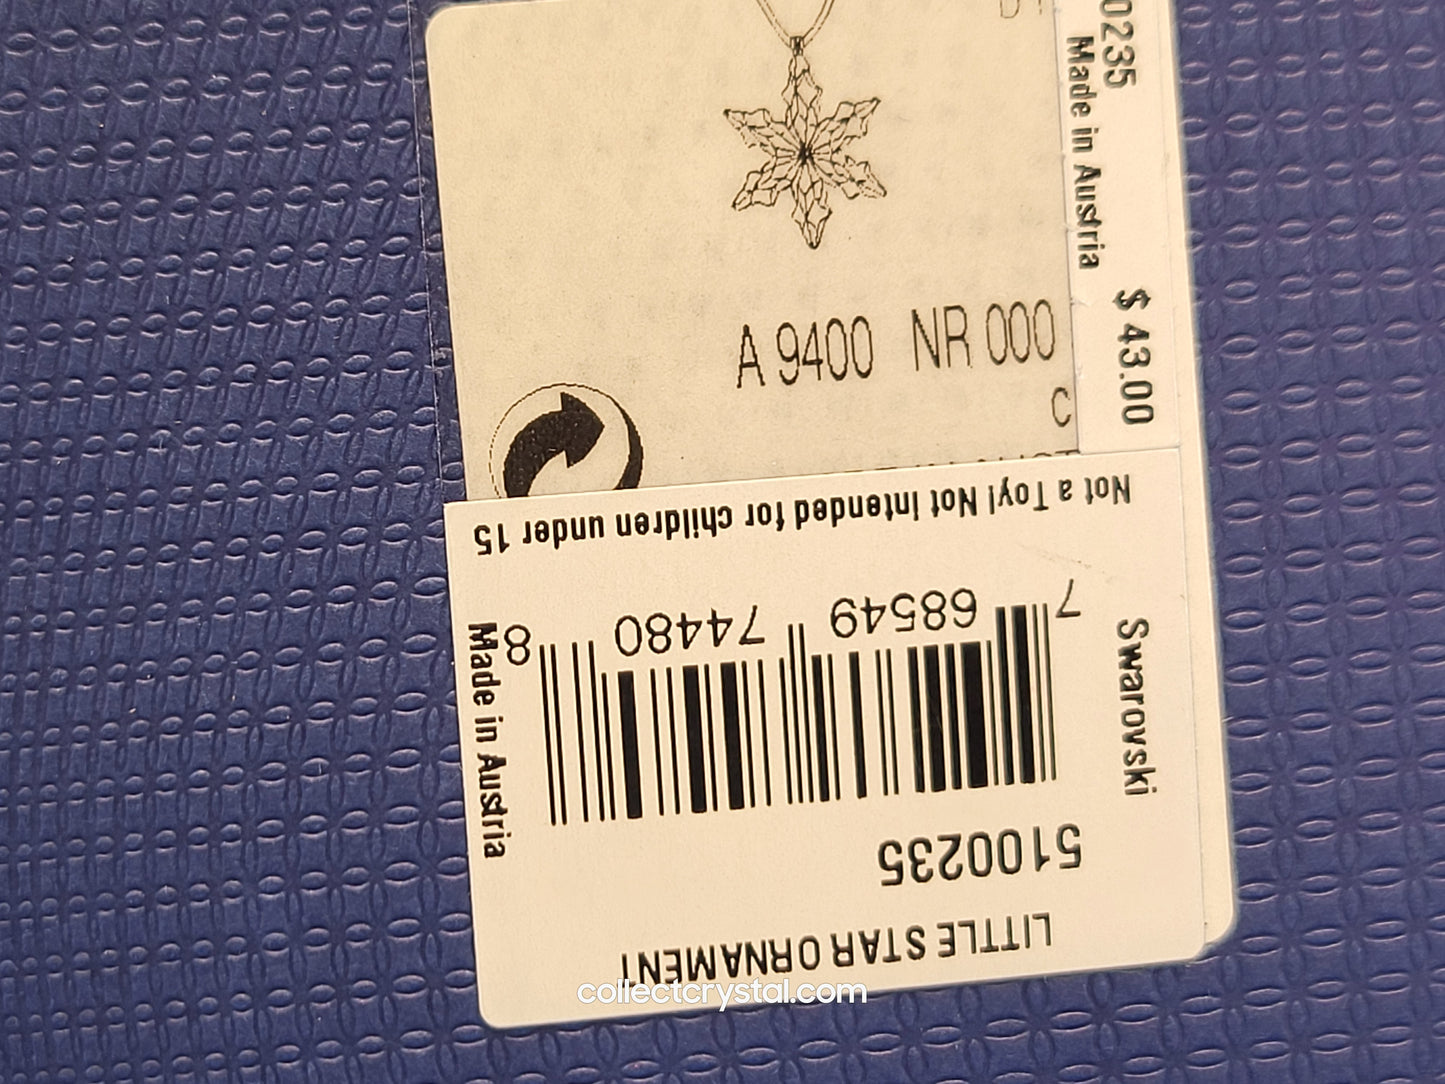 0235
Made in Austria
$ 43.00
A 9400 NR 000
C
Not a Toy! Not Intended for children under 15
7 68549 74480 8
Made in Austria
Swarovski
5100235
LITTLE STAR ORNAMENT
collectcrystal.com